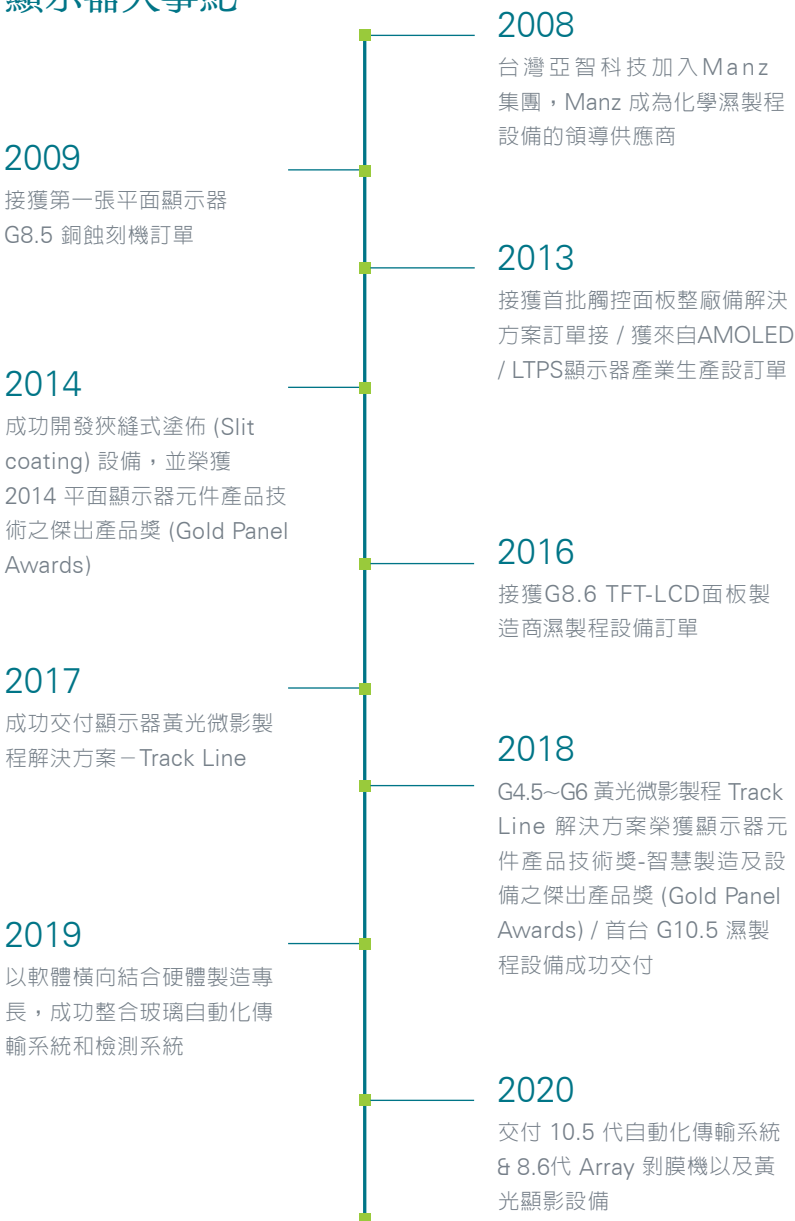 顯示器大事紀
2008
台灣亞智科技加入Manz
集團，Manz 成為化學濕製程
設備的領導供應商
2009
接獲第一張平面顯示器
G8.5 銅蝕刻機訂單
2013
接獲首批觸控面板整廠備解決
方案訂單接 / 獲來自AMOLED
/ LTPS顯示器產業生產設訂單
2014
成功開發狹縫式塗佈 (Slit
coating) 設備，並榮獲
2014 平面顯示器元件產品技
術之傑出產品獎 (Gold Panel
Awards)
2016
接獲G8.6 TFT-LCD面板製
造商濕製程設備訂單
2017
成功交付顯示器黃光微影製
程解決方案－Track Line
2018
G4.5~G6 黃光微影製程 Track
Line 解決方案榮獲顯示器元
件產品技術獎-智慧製造及設
備之傑出產品獎 (Gold Panel
Awards) / 首台 G10.5 濕製
程設備成功交付
2019
以軟體橫向結合硬體製造專
長，成功整合玻璃自動化傳
輸系統和檢測系統
2020
交付 10.5 代自動化傳輸系統
& 8.6代 Array 剝膜機以及黃
光顯影設備